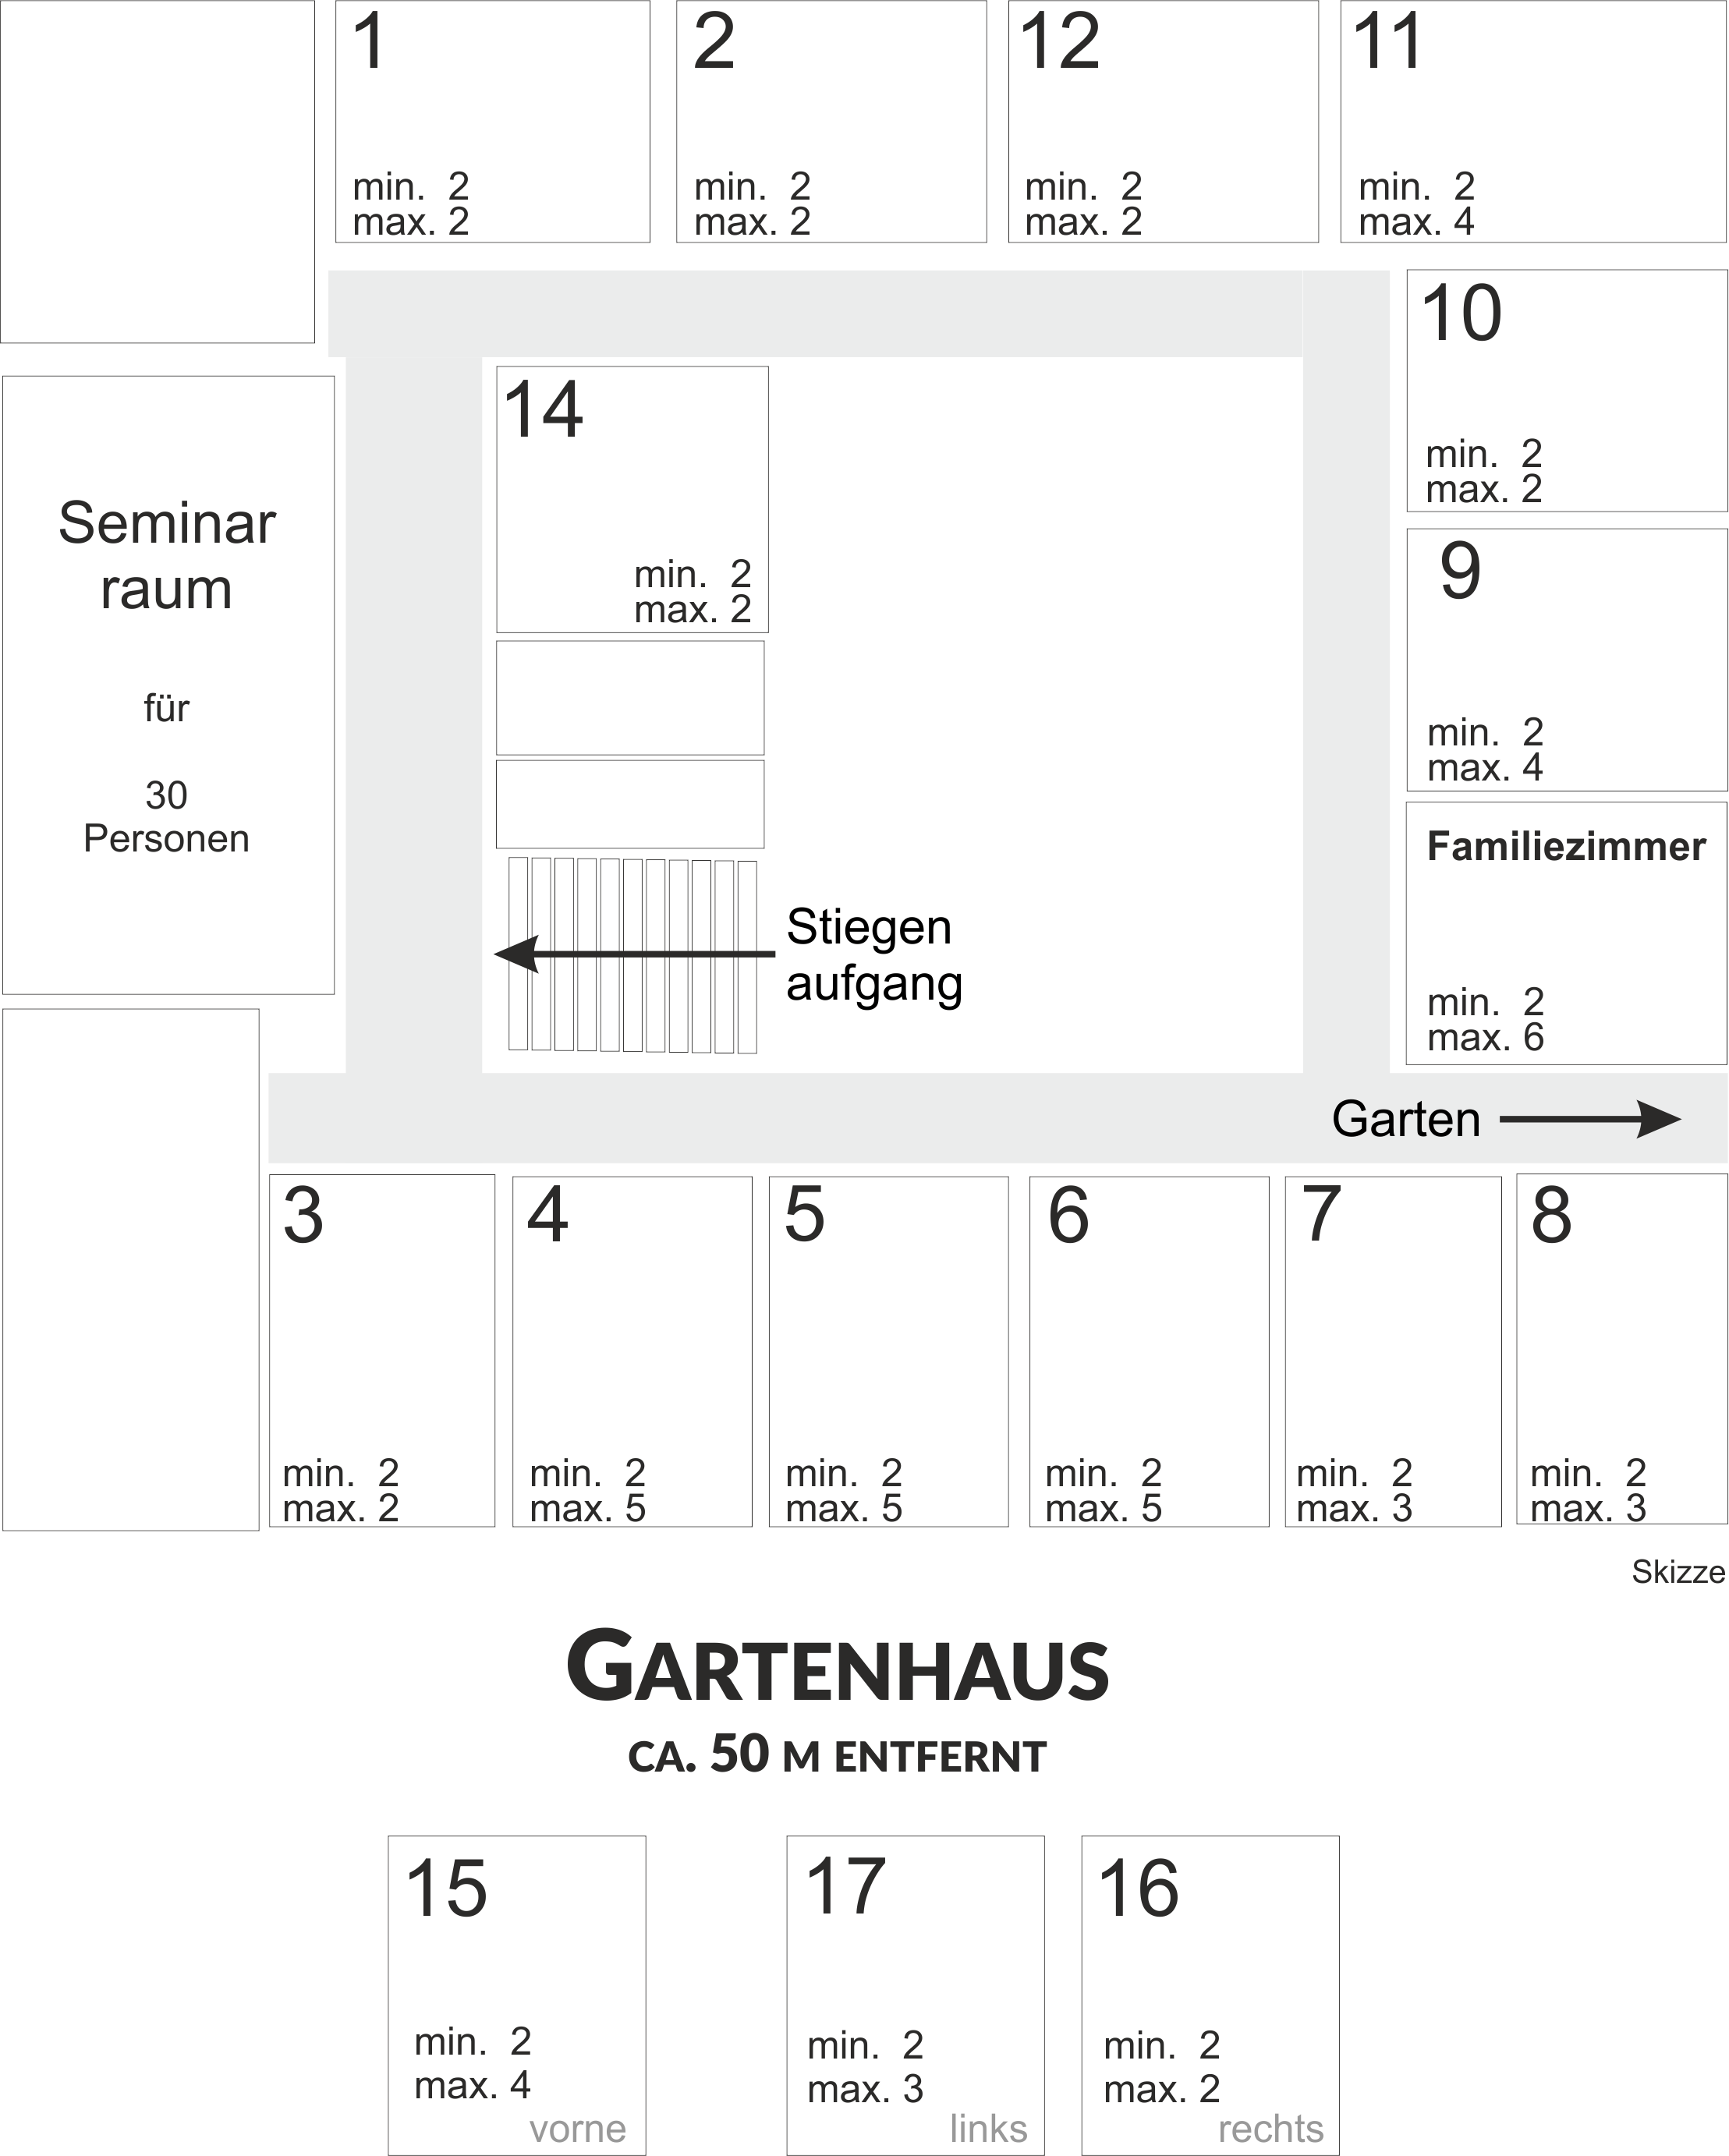 1
min. 2
max. 2
2
min. 2
max. 2
12
min. 2
max. 2
11
min. 2
max. 4
10
min. 2
max. 2
14
min. 2
max. 2
Seminar
raum
für
30
Personen
9
min. 2
max. 4
Familiezimmer
min. 2
max. 6
Stiegen
aufgang
Garten
3
min. 2
max. 2
4
min. 2
max. 5
5
min. 2
max. 5
6
min. 2
max. 5
7
min. 2
max. 3
8
min. 2
max. 3
Skizze
GARTENHAUS
CA. 50 M ENTFERNT
15
min. 2
max. 4
vorne
17
min. 2
max. 3
links
16
min. 2
max. 2
rechts